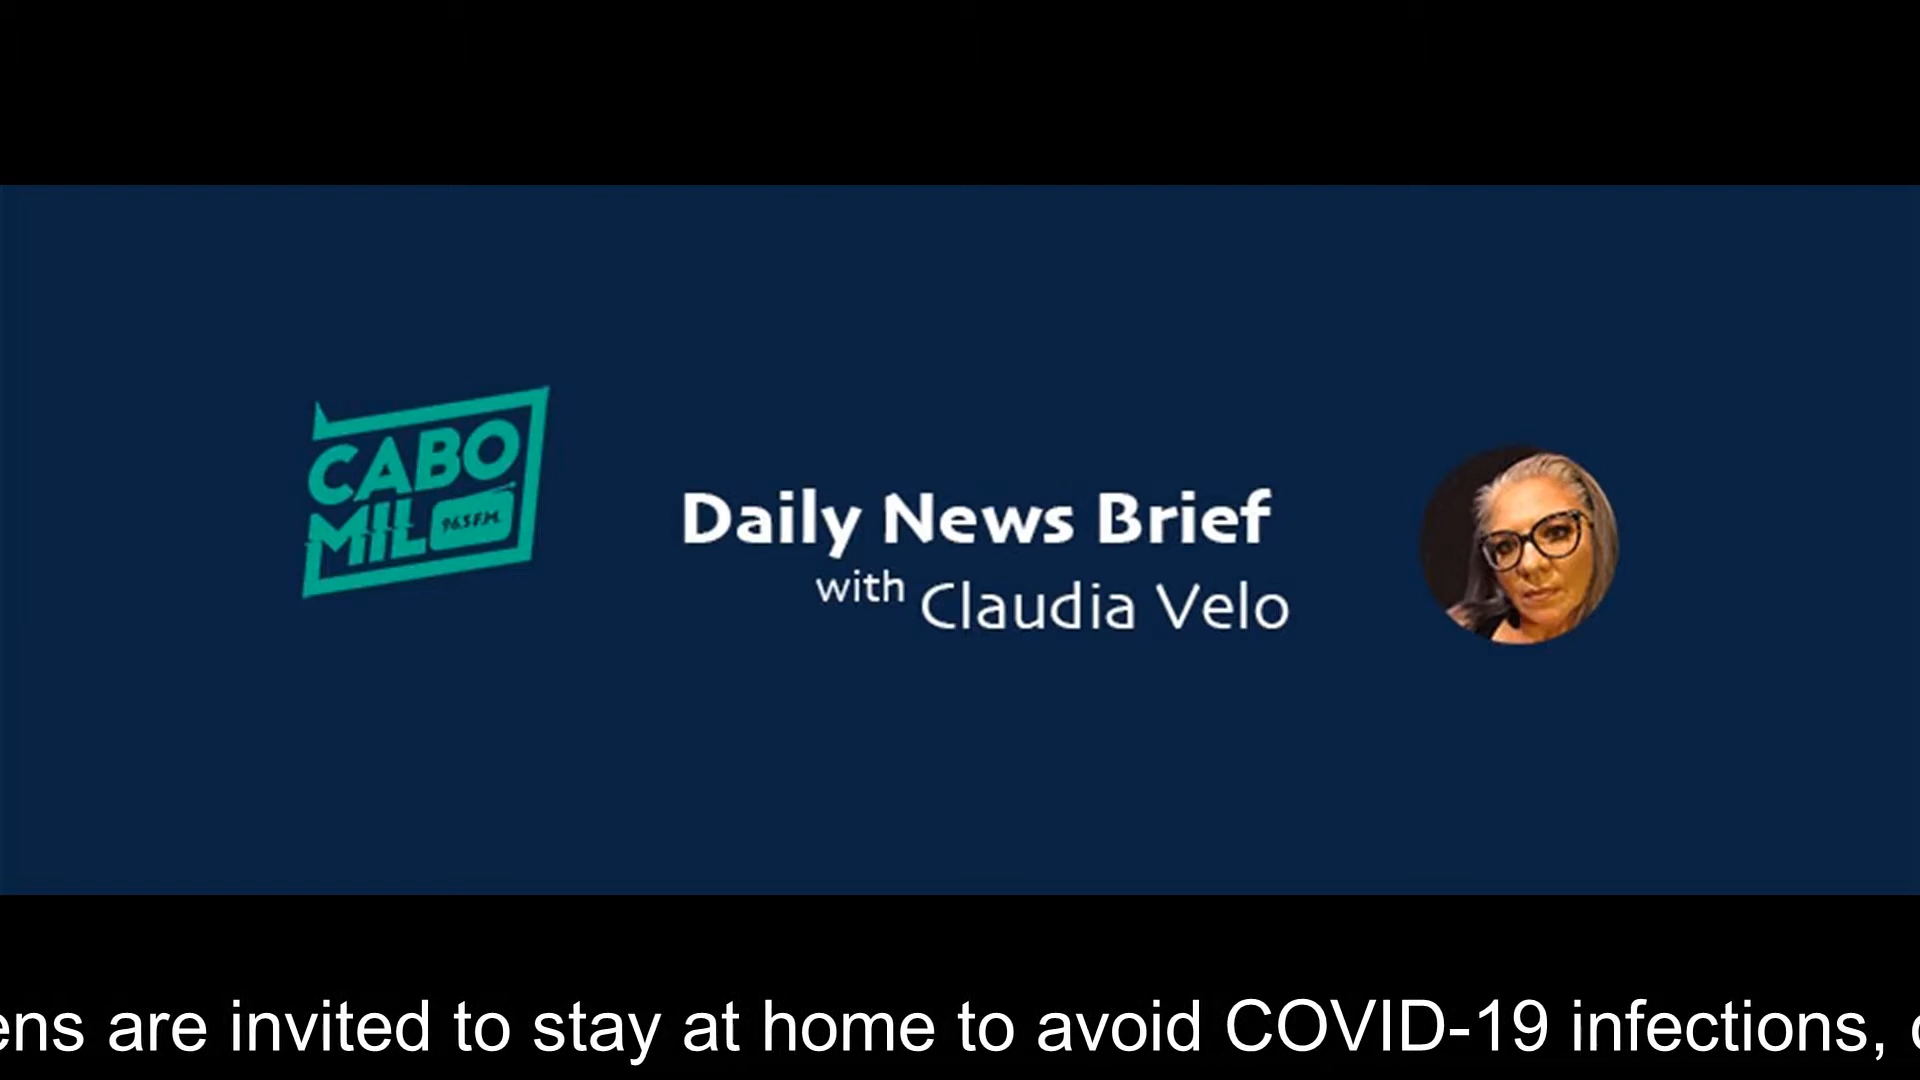 CABO
MIL
96.5 F.M.
Daily News Brief
with Claudia Velo
ens are invited to stay at home to avoid COVID-19 infections,